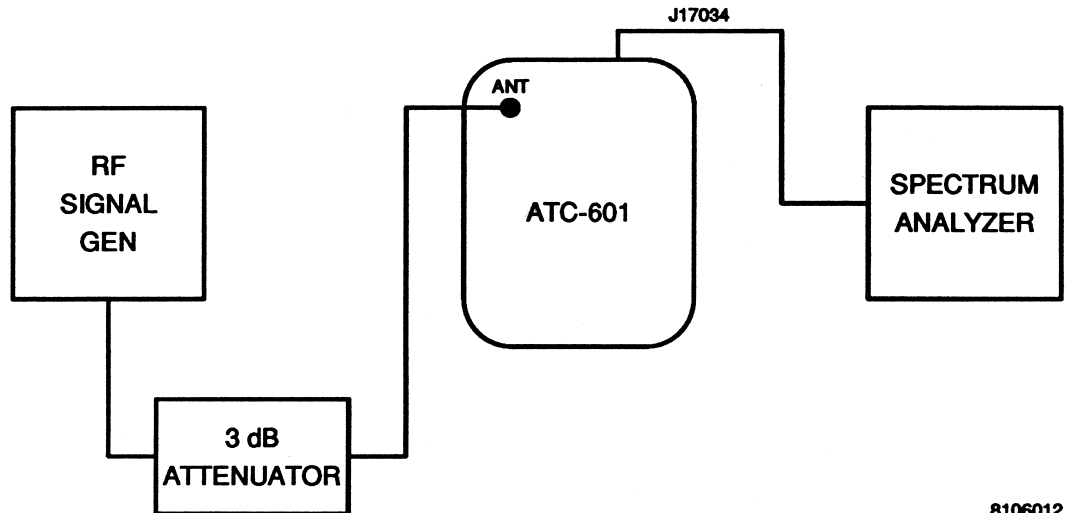 J17034
ANT
RF
SIGNAL
GEN
ATC-601
SPECTRUM
ANALYZER
3 dB
ATTENUATOR
8106012